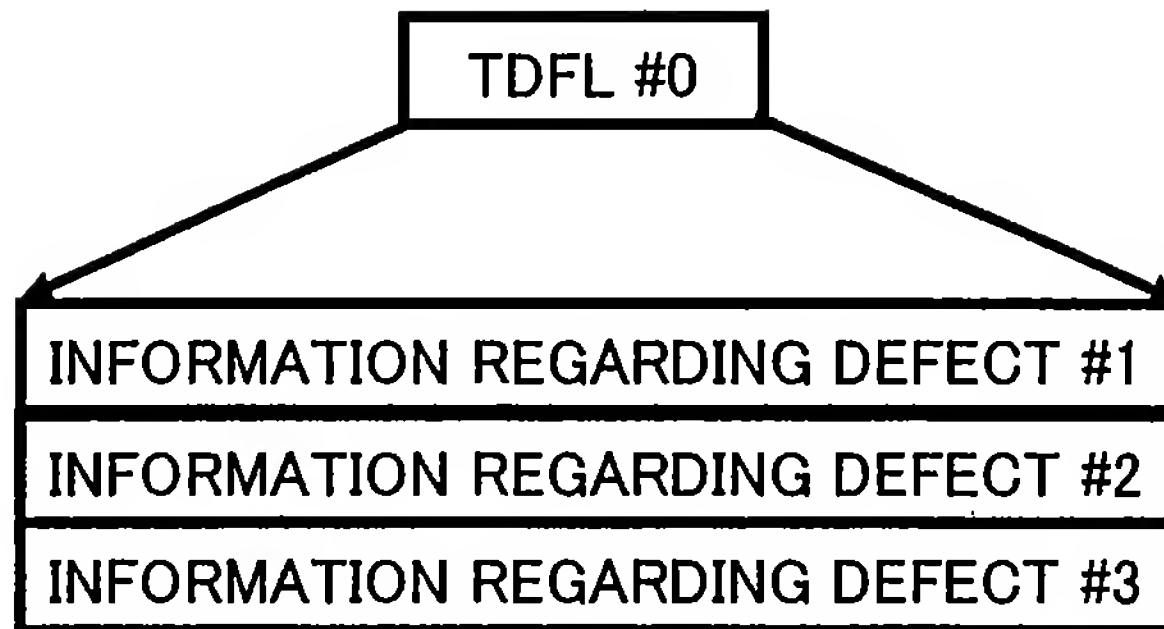 TDFL #0
INFORMATION REGARDING DEFECT #1
INFORMATION REGARDING DEFECT #2
INFORMATION REGARDING DEFECT #3